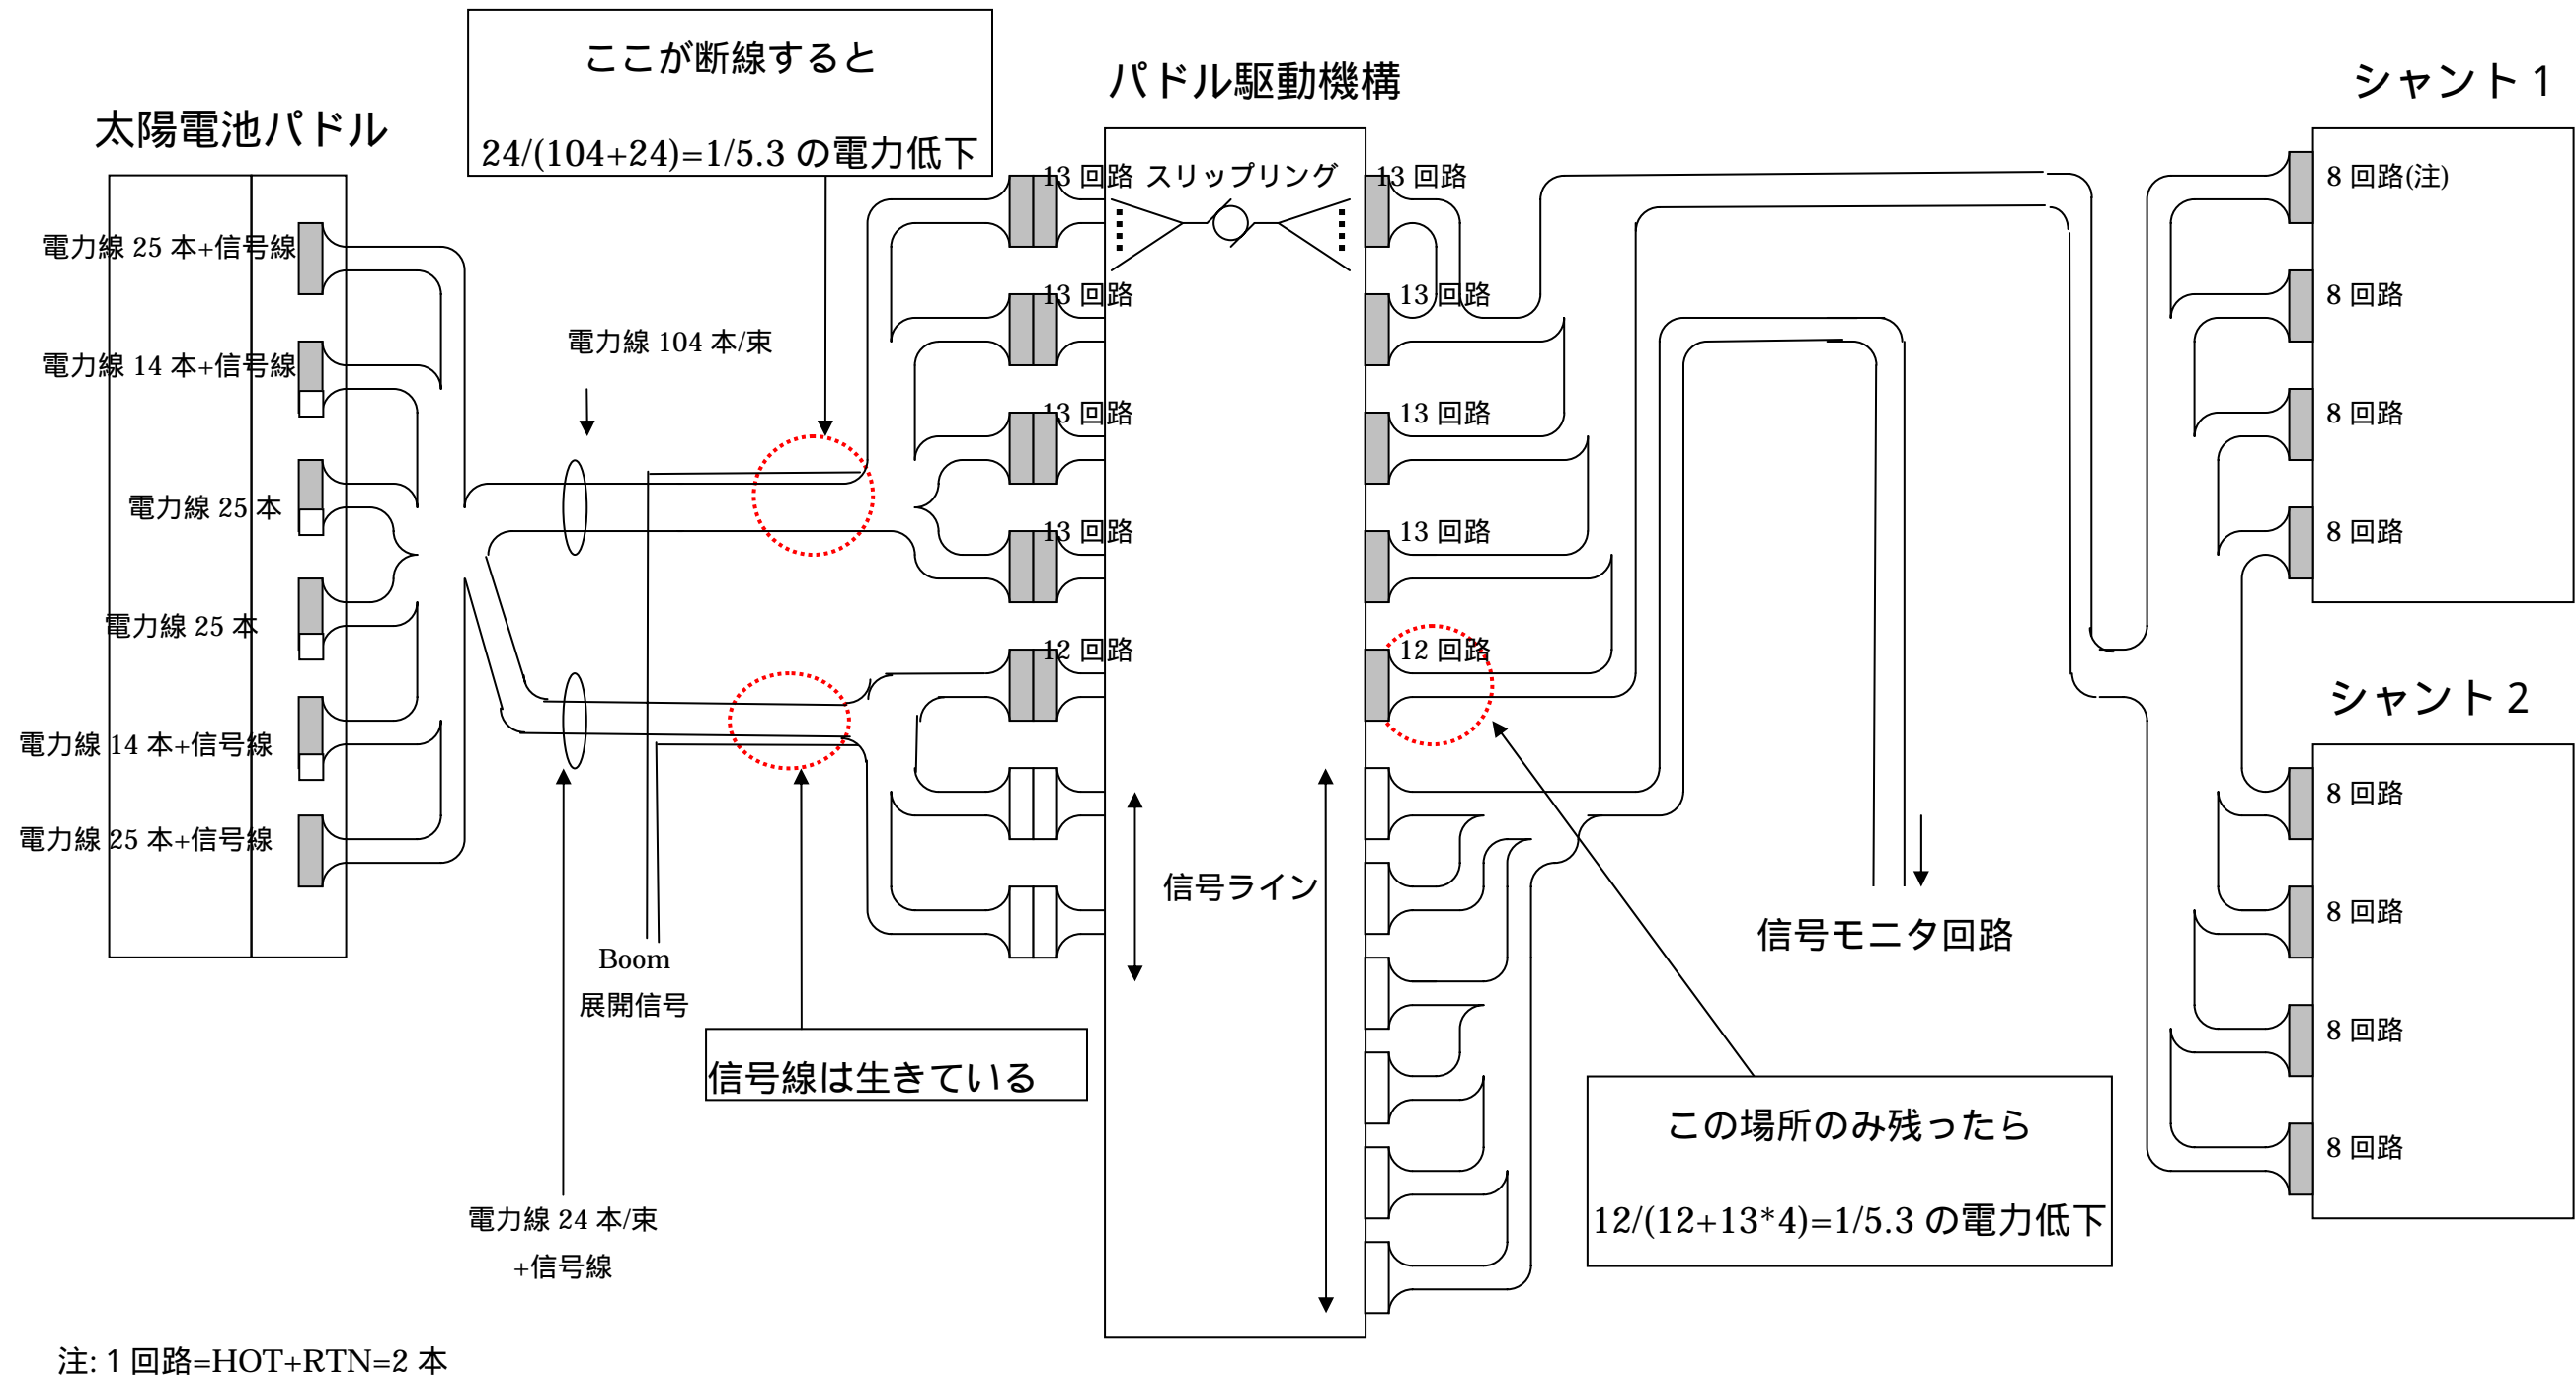 ここが断線すると
24/(104+24)=1/5.3 の電力低下
パドル駆動機構
シャント 1
太陽電池パドル
13 回路
スリップリング
13 回路
8 回路(注)
電力線 25 本+信号線
13 回路
13 回路
8 回路
電力線 104 本/束
電力線 14 本+信号線
13 回路
13 回路
8 回路
電力線 25 本
13 回路
13 回路
8 回路
電力線 25 本
12 回路
12 回路
シャント 2
電力線 14 本+信号線
8 回路
電力線 25 本+信号線
信号ライン
8 回路
信号モニタ回路
Boom
展開信号
8 回路
信号線は生きている
この場所のみ残ったら
12/(12+13*4)=1/5.3 の電力低下
8 回路
電力線 24 本/束
+信号線
注: 1 回路=HOT+RTN=2 本